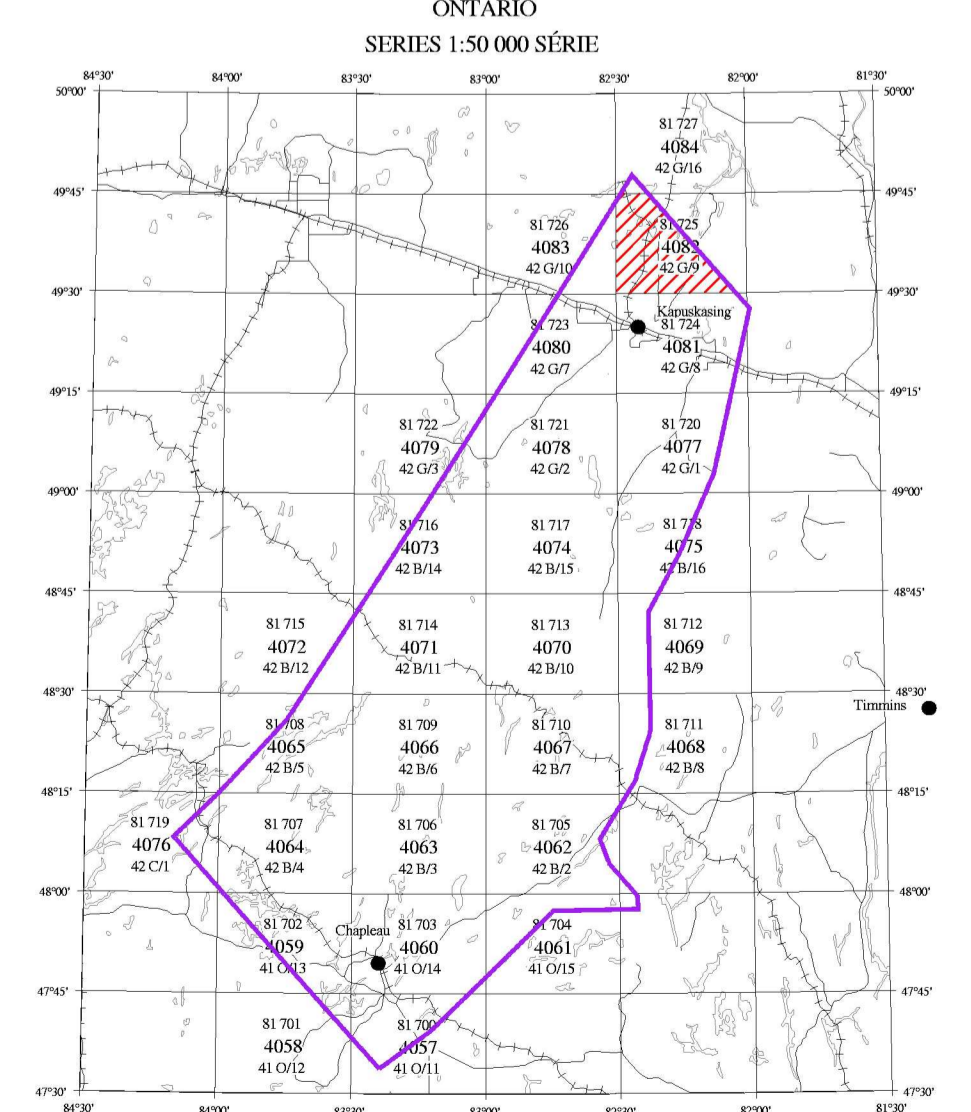 ONTARIO
SERIES 1:50 000 SÉRIE
84°30' 84°00' 83°30' 83°00' 82°30' 82°00' 81°30'
50°00' 50°00'
81 727
4084
42 G/16
49°45' 49°45'
81 726 81 725
4083 4082
42 G/10 42 G/9
49°30' 49°30'
Kapuskasing
81 723 81 724
4080 4081
42 G/7 42 G/8
49°15' 49°15'
81 722 81 721 81 720
4079 4078 4077
42 G/3 42 G/2 42 G/1
49°00' 49°00'
81 716 81 717 81 718
4073 4074 4075
42 B/14 42 B/15 42 B/16
48°45' 48°45'
81 715 81 714 81 713 81 712
4072 4071 4070 4069
42 B/12 42 B/11 42 B/10 42 B/9
48°30' 48°30'
Timmins
81 708 81 709 81 710 81 711
4065 4066 4067 4068
42 B/5 42 B/6 42 B/7 42 B/8
48°15' 48°15'
81 719 81 707 81 706 81 705
4076 4064 4063 4062
42 C/1 42 B/4 42 B/3 42 B/2
48°00' 48°00'
81 702 Chapleau 81 703 81 704
4059 4060 4061
41 O/13 41 O/14 41 O/15
47°45' 47°45'
81 701 81 700
4058 4057
41 O/12 41 O/11
47°30' 47°30'
84°30' 84°00' 83°30' 83°00' 82°30' 82°00' 81°30'